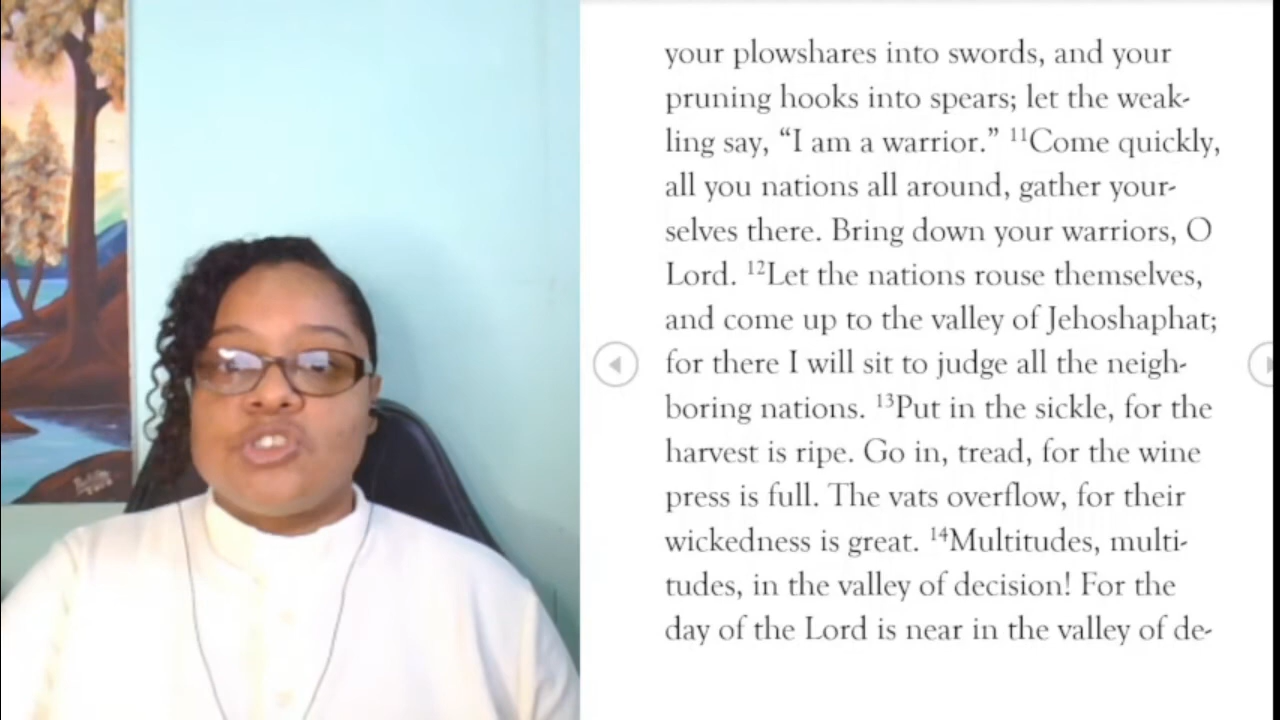 your plowshares into swords, and your
pruning hooks into spears; let the weak-
ling say, “I am a warrior.” ¹¹Come quickly,
all you nations all around, gather your-
selves there. Bring down your warriors, O
Lord. ¹²Let the nations rouse themselves,
and come up to the valley of Jehoshaphat;
for there I will sit to judge all the neigh-
boring nations. ¹³Put in the sickle, for the
harvest is ripe. Go in, tread, for the wine
press is full. The vats overflow, for their
wickedness is great. ¹⁴Multitudes, multi-
tudes, in the valley of decision! For the
day of the Lord is near in the valley of de-